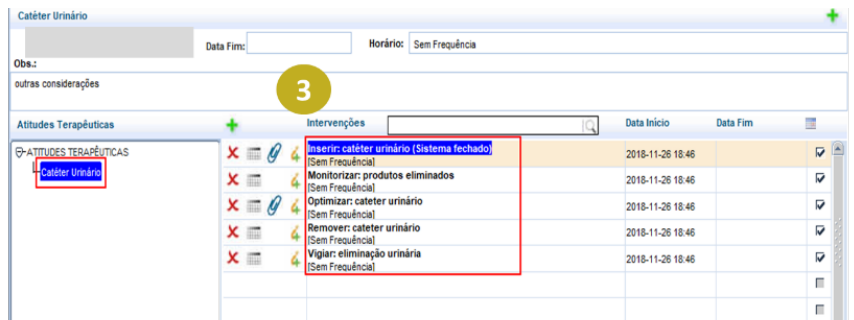 Catéter Urinário
Data Fim:
Horário: Sem Frequência
Obs.:
outras considerações
3
Atitudes Terapêuticas
Intervenções
Data Início
Data Fim
ATITUDES TERAPÊUTICAS
Catéter Urinário
Inserir: catéter urinário (Sistema fechado)
[Sem Frequência]
2018-11-26 18:46
Monitorizar: produtos eliminados
[Sem Frequência]
2018-11-26 18:46
Optimizar: cateter urinário
[Sem Frequência]
2018-11-26 18:46
Remover: cateter urinário
[Sem Frequência]
2018-11-26 18:46
Vigiar: eliminação urinária
[Sem Frequência]
2018-11-26 18:46